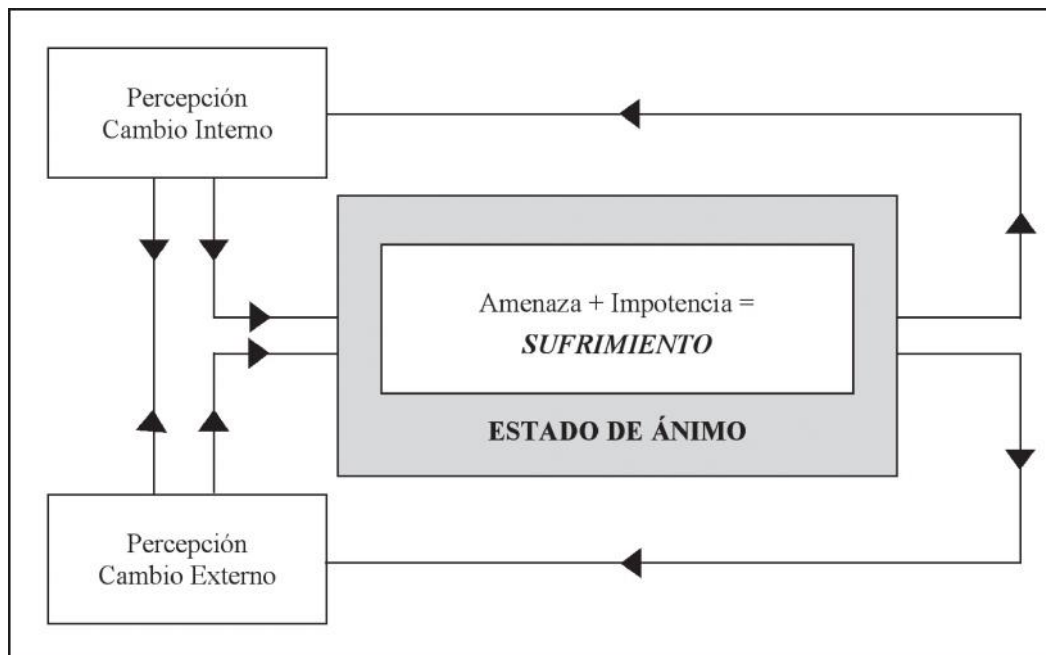 Percepción
Cambio Interno
Amenaza + Impotencia =
SUFRIMIENTO
ESTADO DE ÁNIMO
Percepción
Cambio Externo